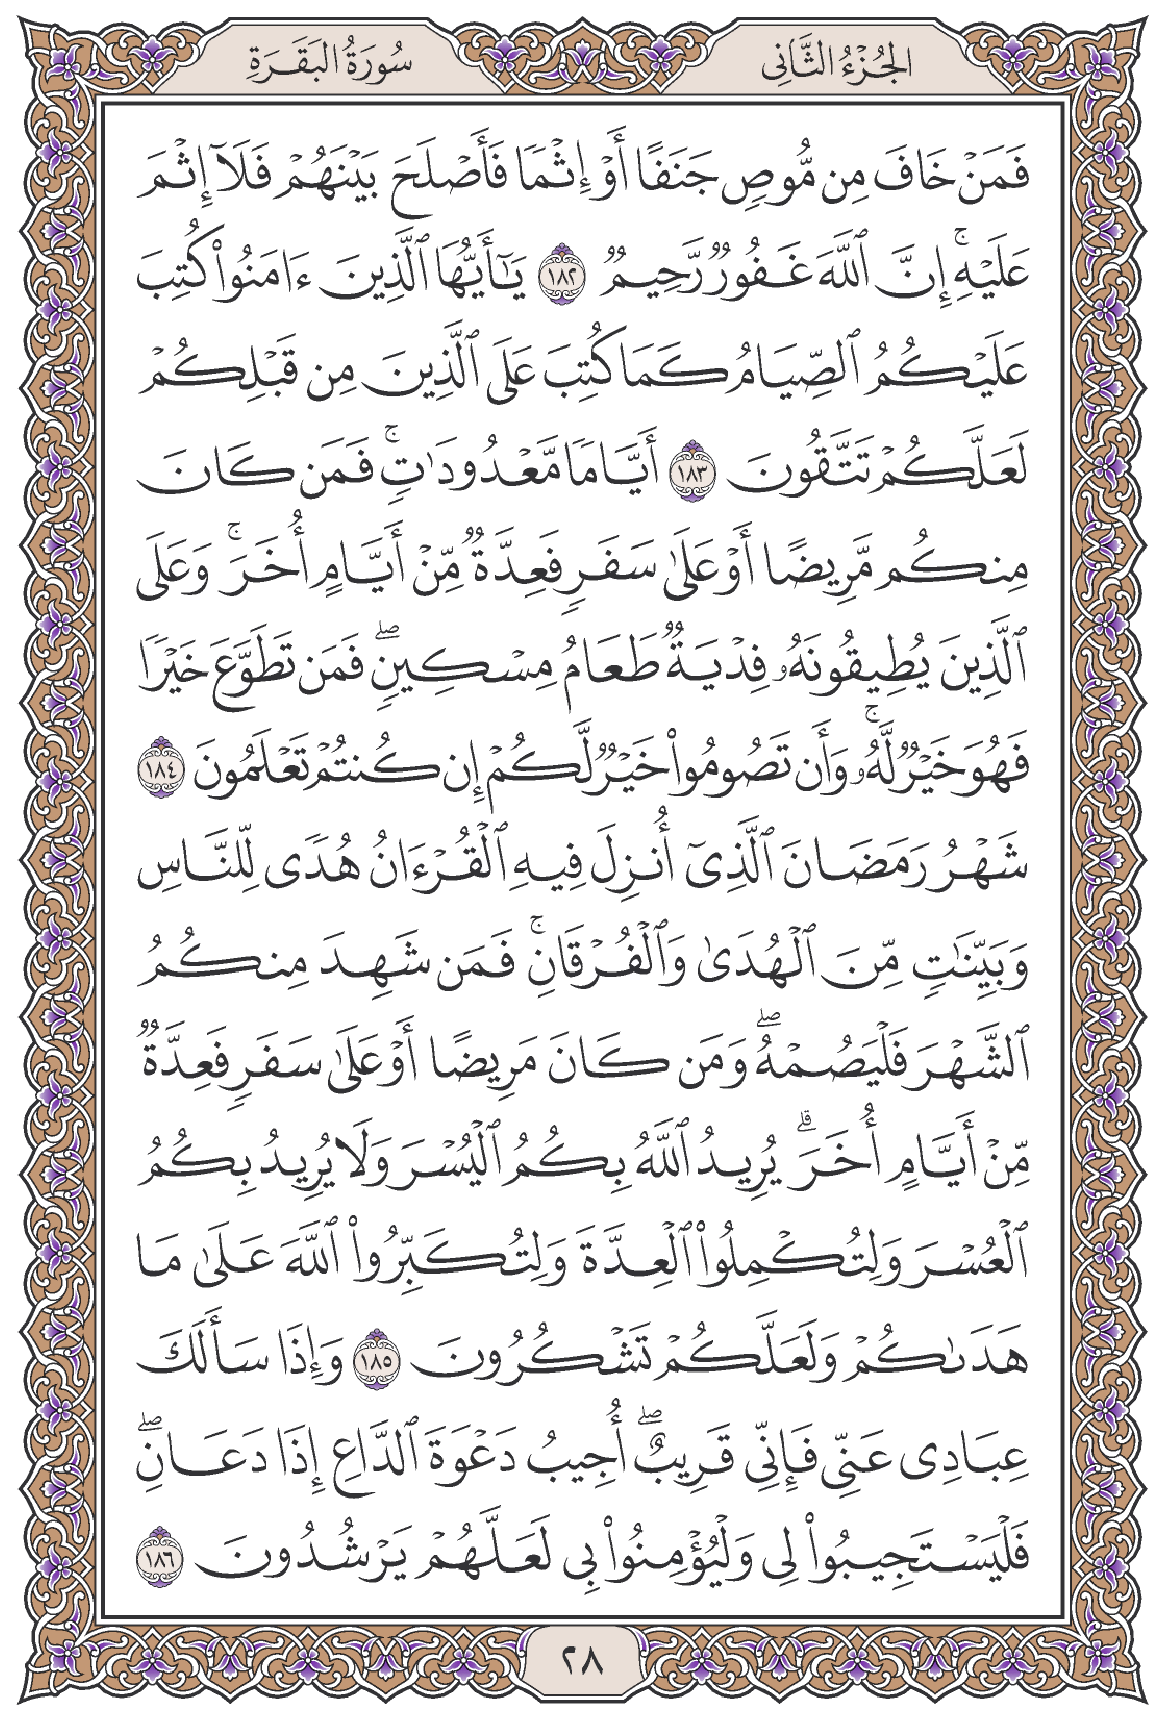 الجُزْءُ الثَّانِي
سُورَةُ البَقَرَةِ
فَمَنْ خَافَ مِن مُّوصٍ جَنَفًا أَوْ إِثْمًا فَأَصْلَحَ بَيْنَهُمْ فَلَآ إِثْمَ
عَلَيْهِۚ إِنَّ ٱللَّهَ غَفُورٌ رَّحِيمٌ ١٨٢ يَٰٓأَيُّهَا ٱلَّذِينَ ءَامَنُوا۟ كُتِبَ
عَلَيْكُمُ ٱلصِّيَامُ كَمَا كُتِبَ عَلَى ٱلَّذِينَ مِن قَبْلِكُمْ
لَعَلَّكُمْ تَتَّقُونَ ١٨٣ أَيَّامًا مَّعْدُودَٰتٍۚ فَمَن كَانَ
مِنكُم مَّرِيضًا أَوْ عَلَىٰ سَفَرٍ فَعِدَّةٌ مِّنْ أَيَّامٍ أُخَرَۚ وَعَلَى
ٱلَّذِينَ يُطِيقُونَهُۥ فِدْيَةٌ طَعَامُ مِسْكِينٍۖ فَمَن تَطَوَّعَ خَيْرًا
فَهُوَ خَيْرٌ لَّهُۥۚ وَأَن تَصُومُوا۟ خَيْرٌ لَّكُمْ إِن كُنتُمْ تَعْلَمُونَ ١٨٤
شَهْرُ رَمَضَانَ ٱلَّذِىٓ أُنزِلَ فِيهِ ٱلْقُرْءَانُ هُدًى لِّلنَّاسِ
وَبَيِّنَٰتٍ مِّنَ ٱلْهُدَىٰ وَٱلْفُرْقَانِۚ فَمَن شَهِدَ مِنكُمُ
ٱلشَّهْرَ فَلْيَصُمْهُۖ وَمَن كَانَ مَرِيضًا أَوْ عَلَىٰ سَفَرٍ فَعِدَّةٌ
مِّنْ أَيَّامٍ أُخَرَۗ يُرِيدُ ٱللَّهُ بِكُمُ ٱلْيُسْرَ وَلَا يُرِيدُ بِكُمُ
ٱلْعُسْرَ وَلِتُكْمِلُوا۟ ٱلْعِدَّةَ وَلِتُكَبِّرُوا۟ ٱللَّهَ عَلَىٰ مَا
هَدَىٰكُمْ وَلَعَلَّكُمْ تَشْكُرُونَ ١٨٥ وَإِذَا سَأَلَكَ
عِبَادِى عَنِّى فَإِنِّى قَرِيبٌۖ أُجِيبُ دَعْوَةَ ٱلدَّاعِ إِذَا دَعَانِۖ
فَلْيَسْتَجِيبُوا۟ لِى وَلْيُؤْمِنُوا۟ بِى لَعَلَّهُمْ يَرْشُدُونَ ١٨٦
٢٨